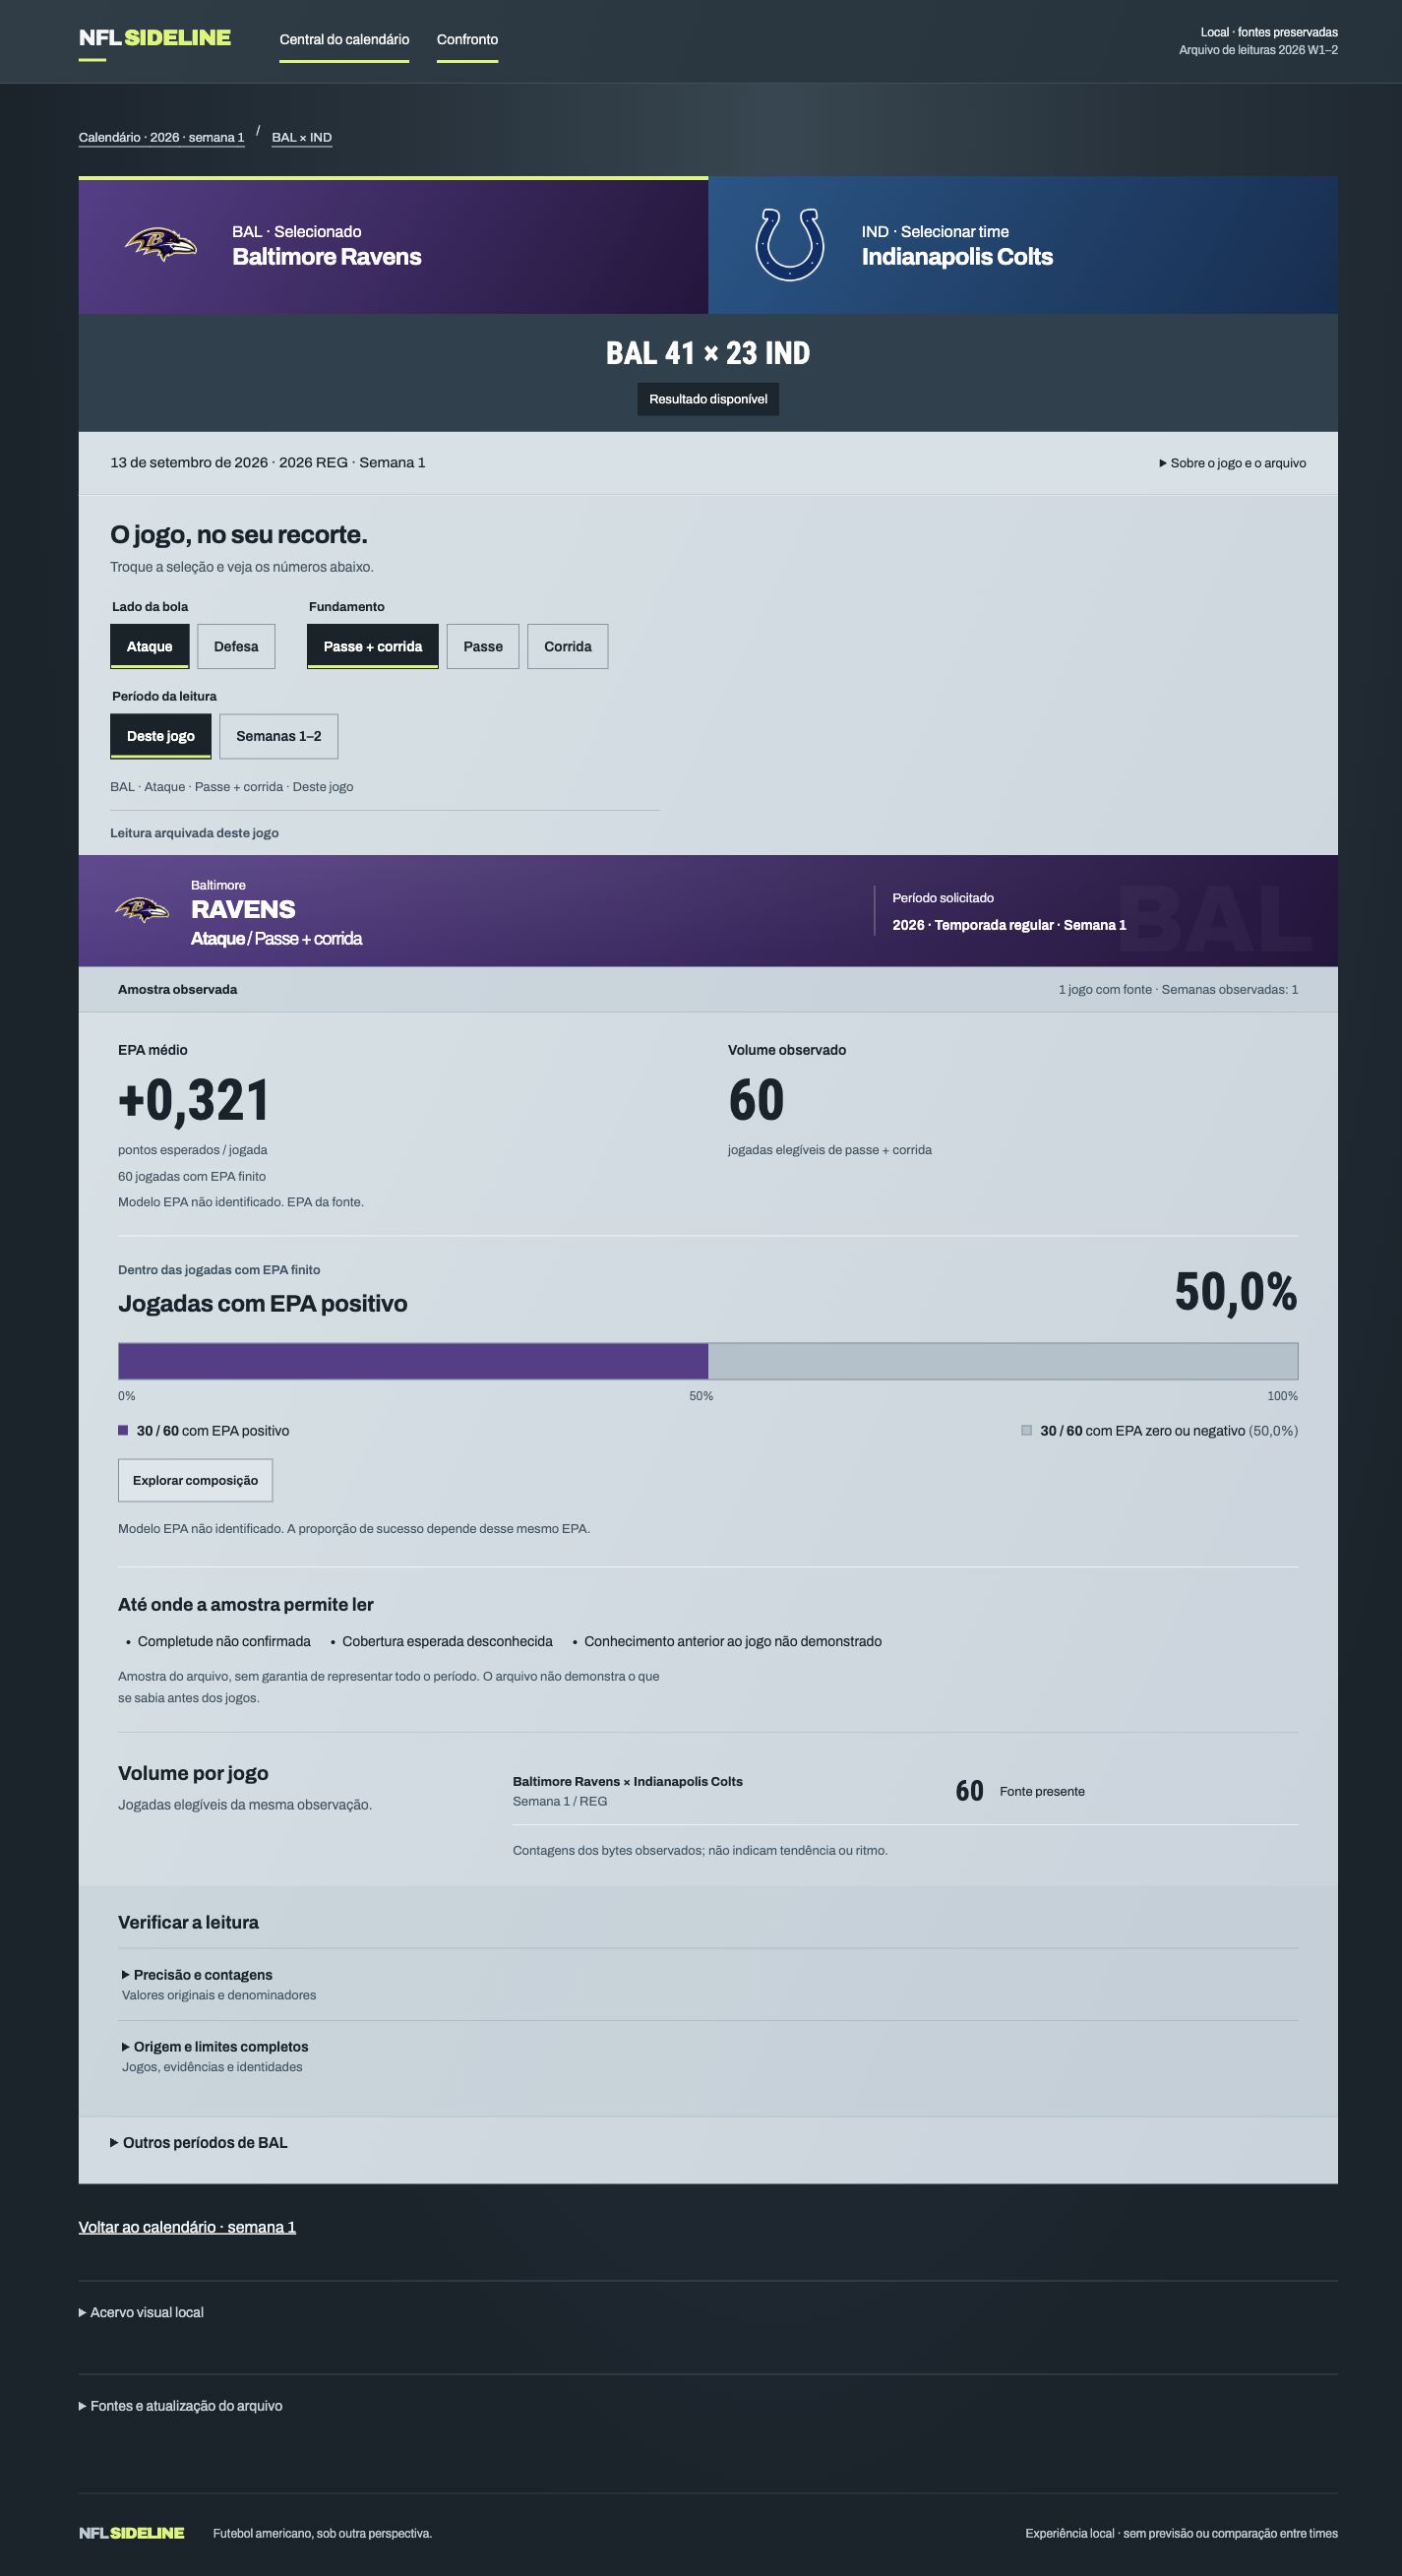 NFL SIDELINE
Central do calendário
Confronto
Local · fontes preservadas
Arquivo de leituras 2026 W1–2
Calendário · 2026 · semana 1 / BAL × IND
BAL · Selecionado
Baltimore Ravens
IND · Selecionar time
Indianapolis Colts
BAL 41 × 23 IND
Resultado disponível
13 de setembro de 2026 · 2026 REG · Semana 1
▶ Sobre o jogo e o arquivo
O jogo, no seu recorte.
Troque a seleção e veja os números abaixo.
Lado da bola
Fundamento
Ataque
Defesa
Passe + corrida
Passe
Corrida
Período da leitura
Deste jogo
Semanas 1–2
BAL · Ataque · Passe + corrida · Deste jogo
Leitura arquivada deste jogo
Baltimore
RAVENS
Ataque / Passe + corrida
Período solicitado
2026 · Temporada regular · Semana 1
BAL
Amostra observada
1 jogo com fonte · Semanas observadas: 1
EPA médio
+0,321
pontos esperados / jogada
60 jogadas com EPA finito
Modelo EPA não identificado. EPA da fonte.
Volume observado
60
jogadas elegíveis de passe + corrida
Dentro das jogadas com EPA finito
Jogadas com EPA positivo
50,0%
0%
50%
100%
30 / 60 com EPA positivo
30 / 60 com EPA zero ou negativo (50,0%)
Explorar composição
Modelo EPA não identificado. A proporção de sucesso depende desse mesmo EPA.
Até onde a amostra permite ler
• Completude não confirmada
• Cobertura esperada desconhecida
• Conhecimento anterior ao jogo não demonstrado
Amostra do arquivo, sem garantia de representar todo o período. O arquivo não demonstra o que
se sabia antes dos jogos.
Volume por jogo
Jogadas elegíveis da mesma observação.
Baltimore Ravens × Indianapolis Colts
Semana 1 / REG
60 Fonte presente
Contagens dos bytes observados; não indicam tendência ou ritmo.
Verificar a leitura
▶ Precisão e contagens
Valores originais e denominadores
▶ Origem e limites completos
Jogos, evidências e identidades
▶ Outros períodos de BAL
Voltar ao calendário · semana 1
▶ Acervo visual local
▶ Fontes e atualização do arquivo
NFL SIDELINE
Futebol americano, sob outra perspectiva.
Experiência local · sem previsão ou comparação entre times